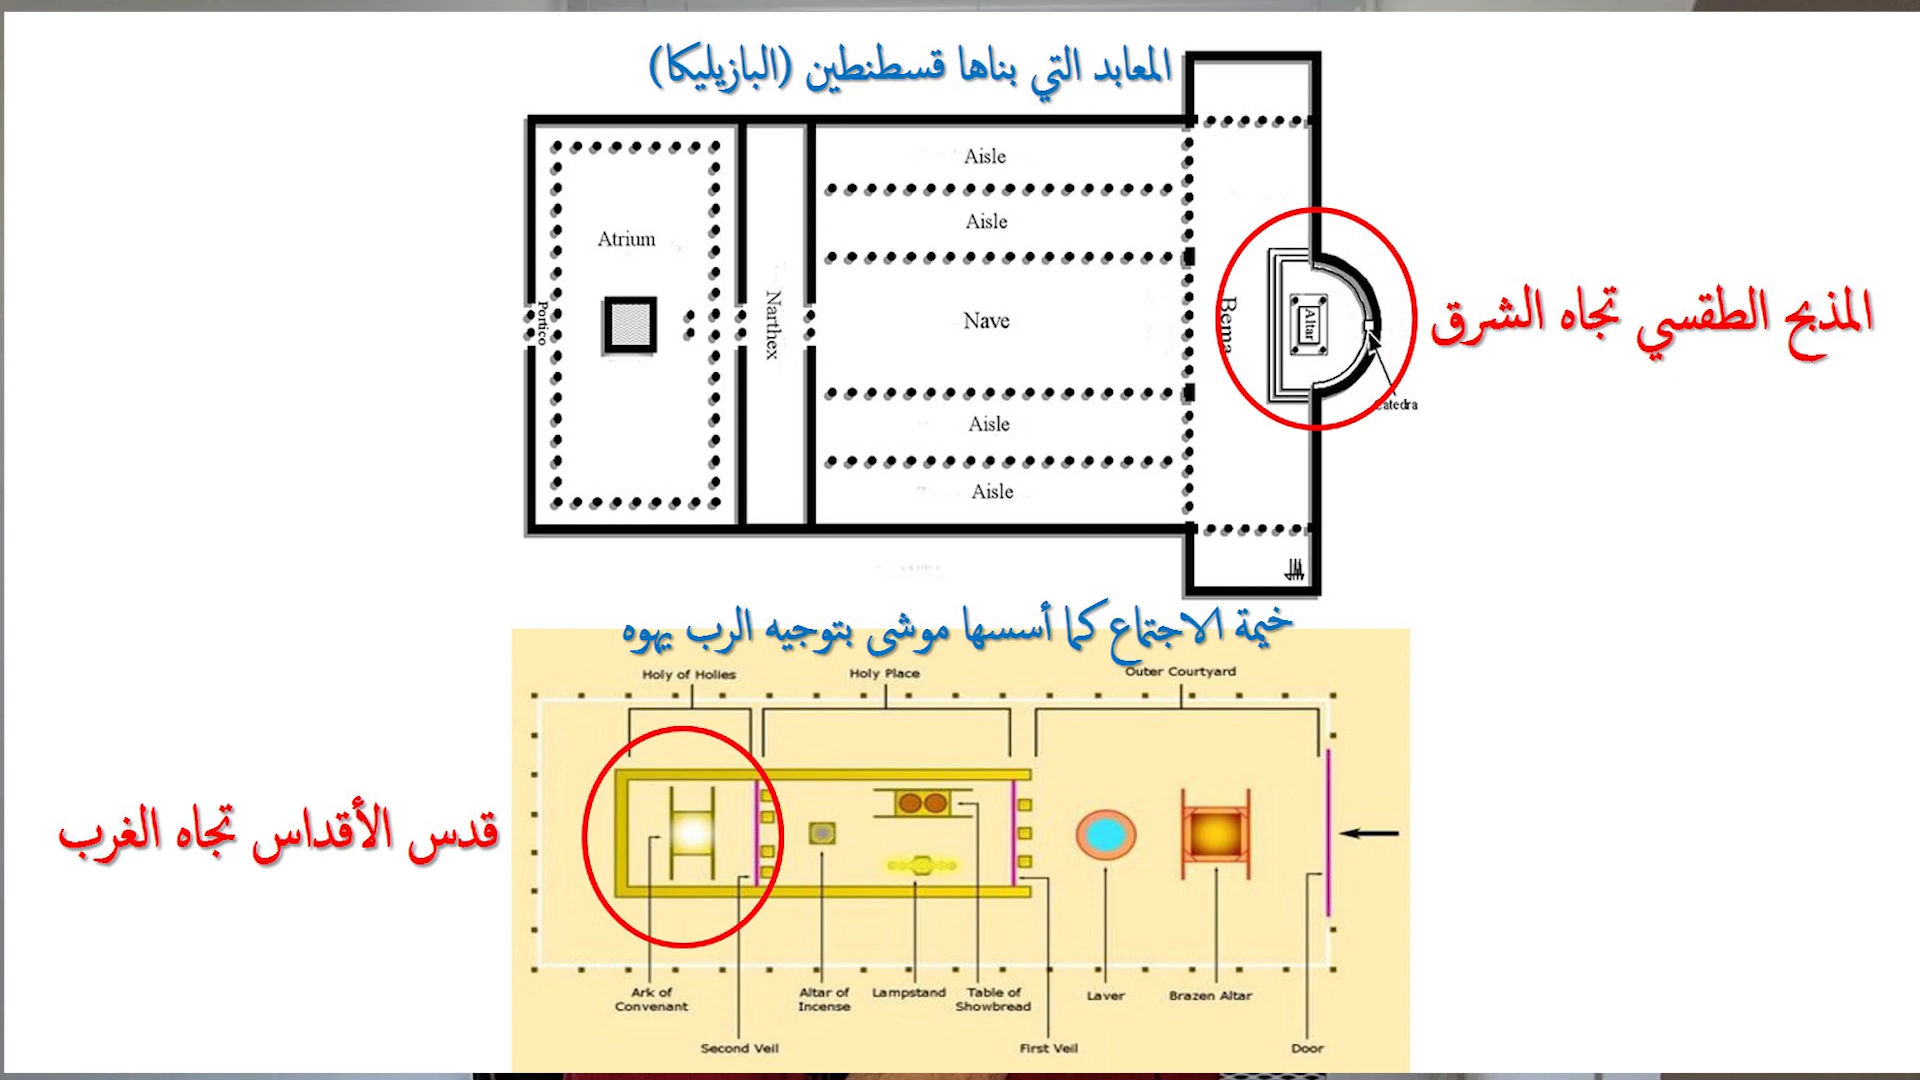 المعابد التي بناها قسطنطين (البازيليكا)
Aisle
Aisle
Atrium
Portico
Narthex
Nave
Bema
Altar
المذبح الطقسي تجاه الشرق
Catedra
Aisle
Aisle
خيمة الاجتماع كما أسسها موشى بتوجيه الرب يهوه
Holy of Holies
Holy Place
Outer Courtyard
قدس الأقداس تجاه الغرب
Ark of
Convenant
Altar of
Incense
Lampstand
Table of
Showbread
Laver
Brazen Altar
Second Veil
First Veil
Door